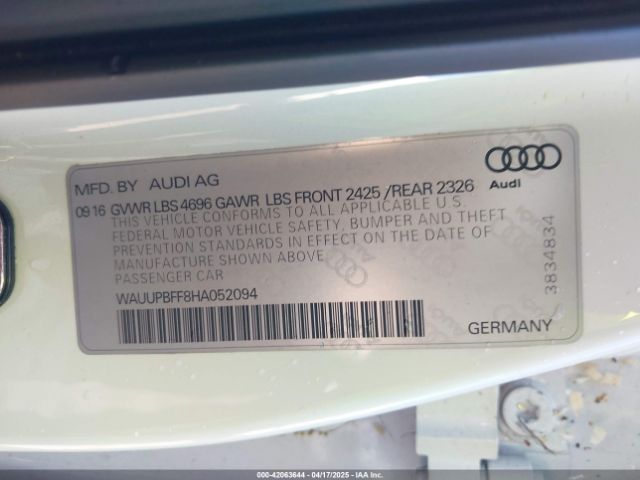 MFD. BY AUDI AG
09 16 GVWR LBS 4696 GAWR LBS FRONT 2425 /REAR 2326
THIS VEHICLE CONFORMS TO ALL APPLICABLE U.S.
FEDERAL MOTOR VEHICLE SAFETY, BUMPER AND THEFT
PREVENTION STANDARDS IN EFFECT ON THE DATE OF
MANUFACTURE SHOWN ABOVE
PASSENGER CAR
WAUUPBFF8HA052094
Audi
3834834
GERMANY
000-42063644 04/17/2025 IAAI.COM